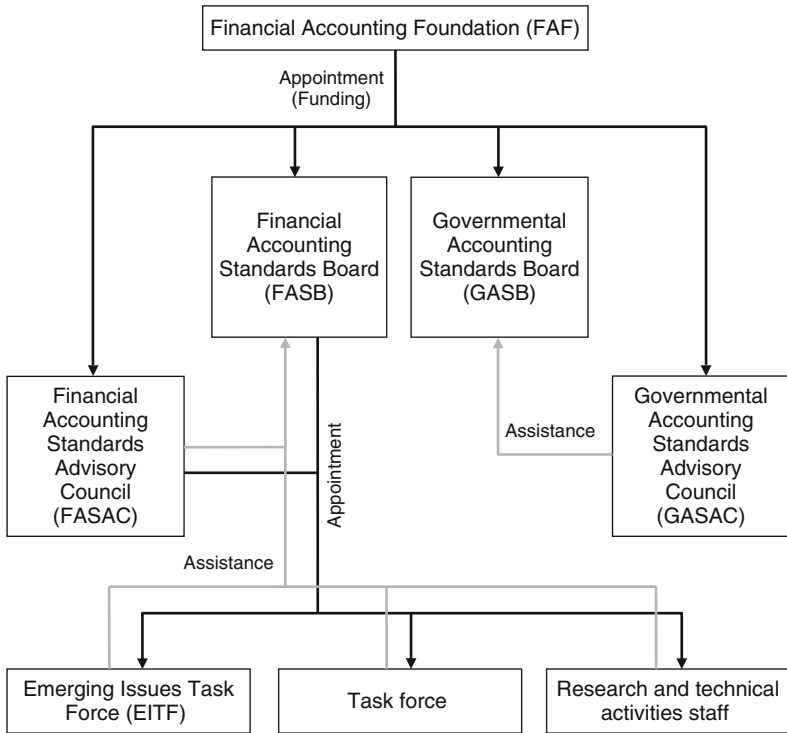 Financial Accounting Foundation (FAF)
Appointment
(Funding)
Financial
Accounting
Standards Board
(FASB)
Governmental
Accounting
Standards Board
(GASB)
Financial
Accounting
Standards
Advisory
Council
(FASAC)
Appointment
Assistance
Governmental
Accounting
Standards
Advisory
Council
(GASAC)
Assistance
Emerging Issues Task
Force (EITF)
Task force
Research and technical
activities staff